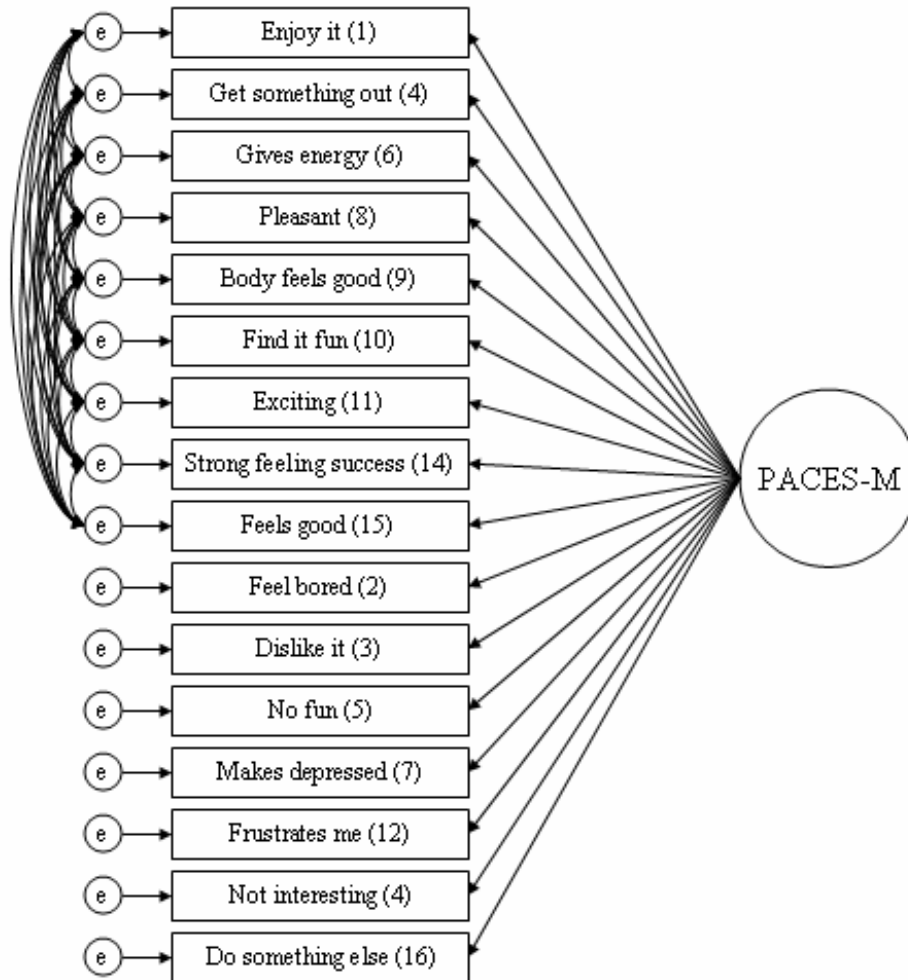 e Enjoy it (1)
e Get something out (4)
e Gives energy (6)
e Pleasant (8)
e Body feels good (9)
e Find it fun (10)
e Exciting (11)
e Strong feeling success (14)
PACES-M
e Feels good (15)
e Feel bored (2)
e Dislike it (3)
e No fun (5)
e Makes depressed (7)
e Frustrates me (12)
e Not interesting (4)
e Do something else (16)